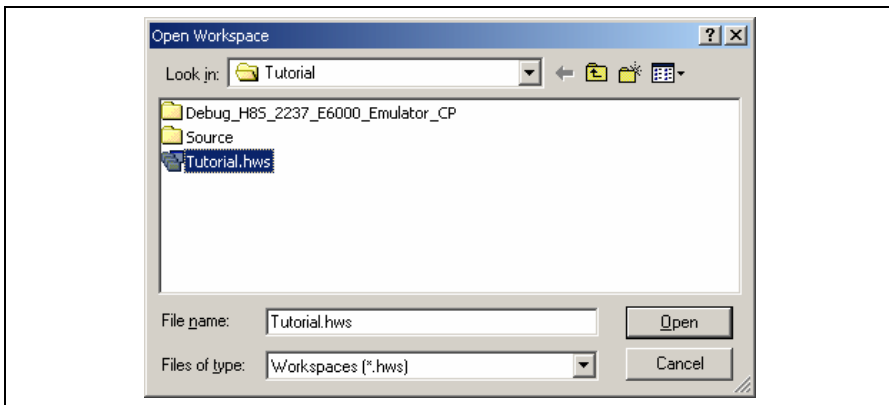 Open Workspace
Look in: Tutorial
Debug_H8S_2237_E6000_Emulator_CP
Source
Tutorial.hws
File name: Tutorial.hws Open
Files of type: Workspaces (*.hws) Cancel